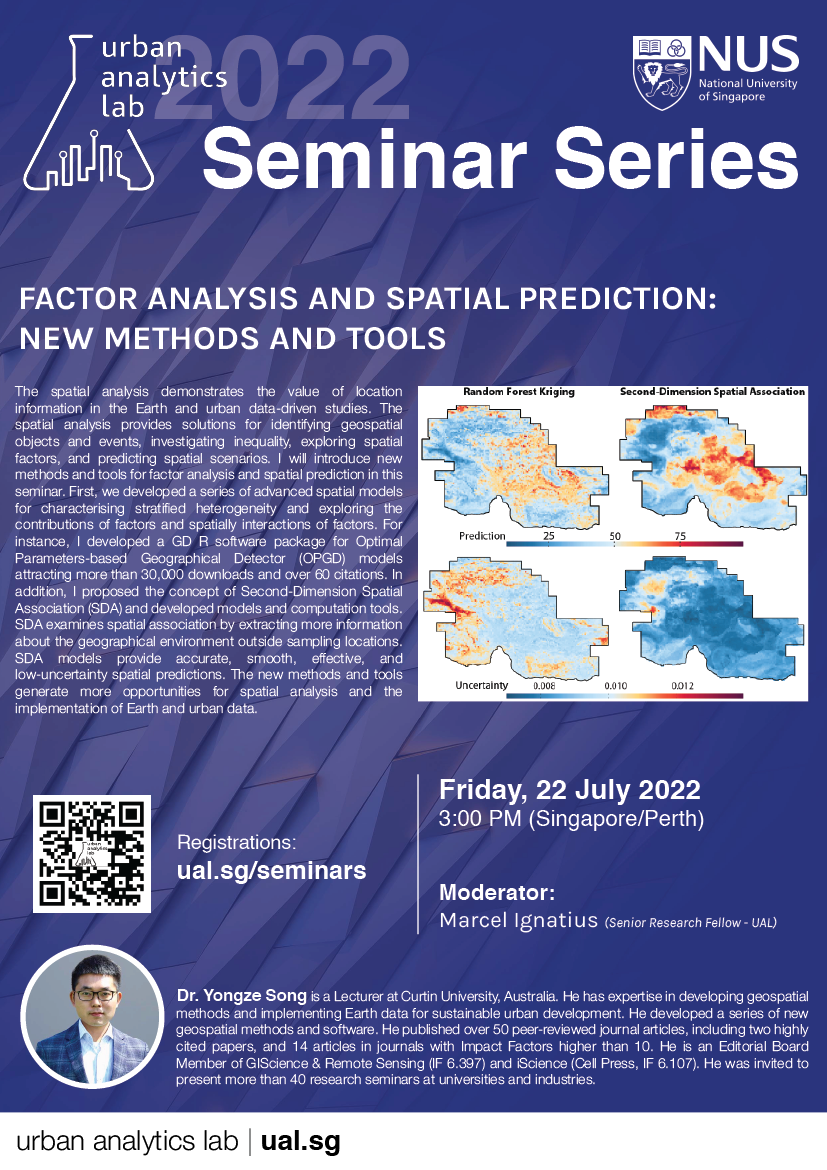 urban
analytics
lab
2022
NUS
National University
of Singapore
Seminar Series
FACTOR ANALYSIS AND SPATIAL PREDICTION:
NEW METHODS AND TOOLS
The spatial analysis demonstrates the value of location
information in the Earth and urban data-driven studies. The
spatial analysis provides solutions for identifying geospatial
objects and events, investigating inequality, exploring spatial
factors, and predicting spatial scenarios. I will introduce new
methods and tools for factor analysis and spatial prediction in this
seminar. First, we developed a series of advanced spatial models
for characterising stratified heterogeneity and exploring the
contributions of factors and spatially interactions of factors. For
instance, I developed a GD R software package for Optimal
Parameters-based Geographical Detector (OPGD) models
attracting more than 30,000 downloads and over 60 citations. In
addition, I proposed the concept of Second-Dimension Spatial
Association (SDA) and developed models and computation tools.
SDA examines spatial association by extracting more information
about the geographical environment outside sampling locations.
SDA models provide accurate, smooth, effective, and
low-uncertainty spatial predictions. The new methods and tools
generate more opportunities for spatial analysis and the
implementation of Earth and urban data.
Random Forest Kriging
Second-Dimension Spatial Association
Prediction 25 50 75
Uncertainty 0.008 0.010 0.012
urban
analytics
lab
Registrations:
ual.sg/seminars
Friday, 22 July 2022
3:00 PM (Singapore/Perth)
Moderator:
Marcel Ignatius (Senior Research Fellow - UAL)
Dr. Yongze Song is a Lecturer at Curtin University, Australia. He has expertise in developing geospatial
methods and implementing Earth data for sustainable urban development. He developed a series of new
geospatial methods and software. He published over 50 peer-reviewed journal articles, including two highly
cited papers, and 14 articles in journals with Impact Factors higher than 10. He is an Editorial Board
Member of GIScience & Remote Sensing (IF 6.397) and iScience (Cell Press, IF 6.107). He was invited to
present more than 40 research seminars at universities and industries.
urban analytics lab | ual.sg